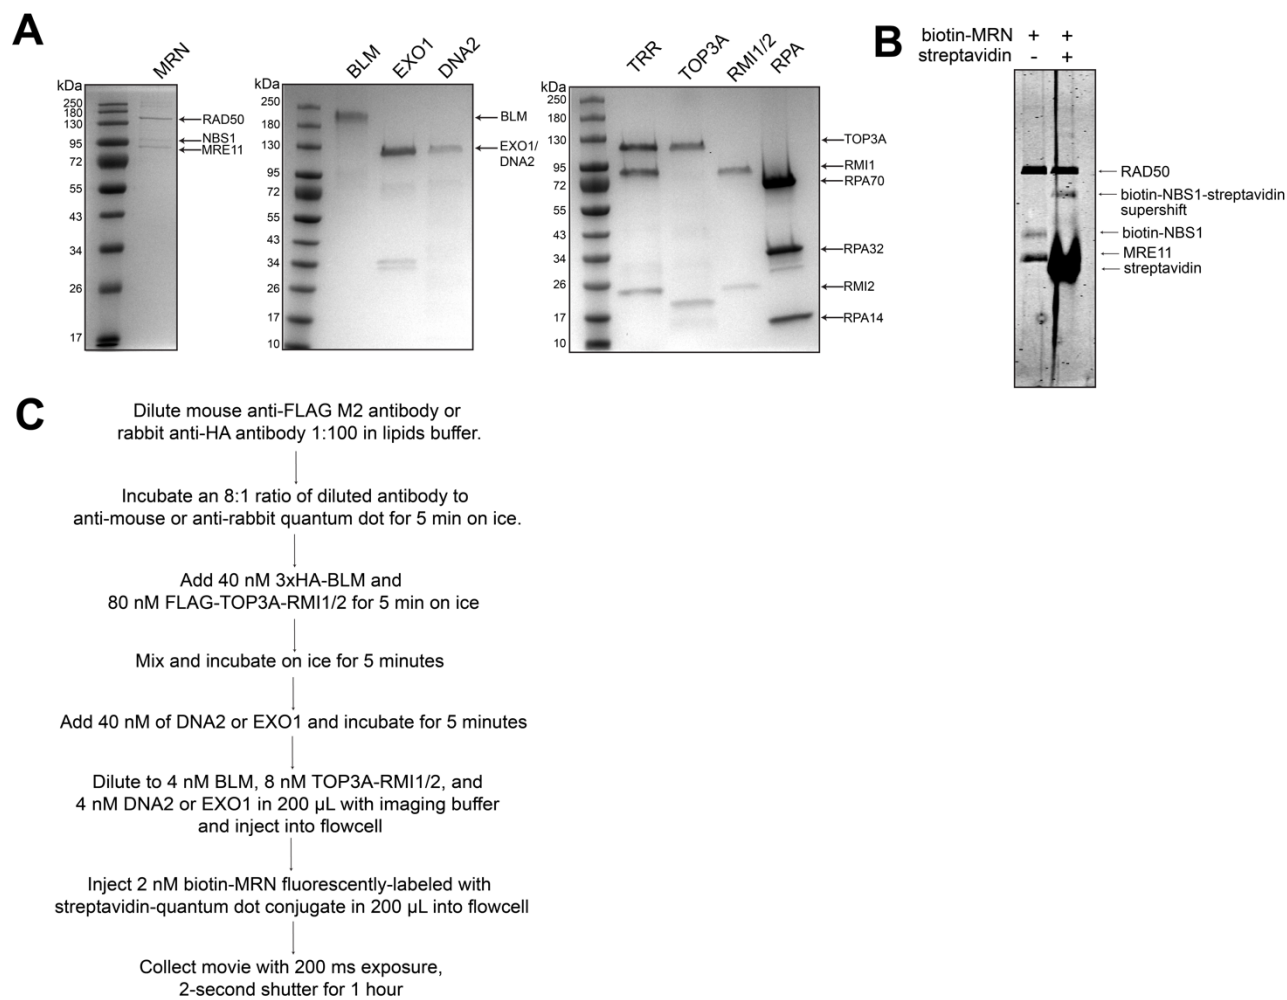 A
MRN
kDa
250
180
130
95
72
55
43
34
26
17
RAD50
NBS1
MRE11
BLM
EXO1
DNA2
kDa
250
180
130
95
72
55
43
34
26
17
10
BLM
EXO1/
DNA2
TRR
TOP3A
RMI1/2
RPA
kDa
250
180
130
95
72
55
43
34
26
17
10
TOP3A
RMI1
RPA70
RPA32
RMI2
RPA14
B
biotin-MRN + +
streptavidin - +
RAD50
biotin-NBS1-streptavidin
supershift
biotin-NBS1
MRE11
streptavidin
C
Dilute mouse anti-FLAG M2 antibody or
rabbit anti-HA antibody 1:100 in lipids buffer.
Incubate an 8:1 ratio of diluted antibody to
anti-mouse or anti-rabbit quantum dot for 5 min on ice.
Add 40 nM 3xHA-BLM and
80 nM FLAG-TOP3A-RMI1/2 for 5 min on ice
Mix and incubate on ice for 5 minutes
Add 40 nM of DNA2 or EXO1 and incubate for 5 minutes
Dilute to 4 nM BLM, 8 nM TOP3A-RMI1/2, and
4 nM DNA2 or EXO1 in 200 µL with imaging buffer
and inject into flowcell
Inject 2 nM biotin-MRN fluorescently-labeled with
streptavidin-quantum dot conjugate in 200 µL into flowcell
Collect movie with 200 ms exposure,
2-second shutter for 1 hour